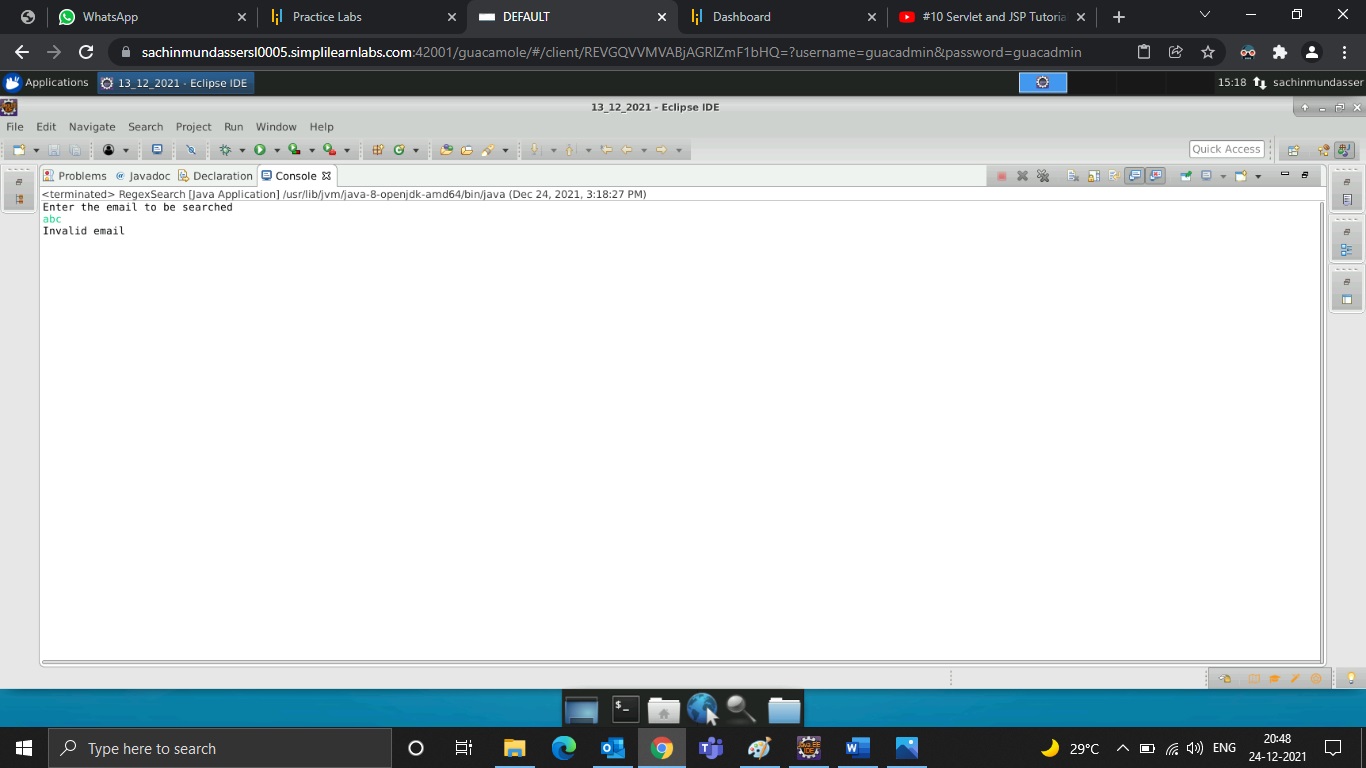 WhatsApp
Practice Labs
DEFAULT
Dashboard
#10 Servlet and JSP Tutoria
sachinmundassersl0005.simplilearnlabs.com:42001/guacamole/#/client/REVGQVVMVABjAGRlZmF1bHQ=?username=guacadmin&password=guacadmin
Applications
13_12_2021 - Eclipse IDE
15:18
sachinmundasser
13_12_2021 - Eclipse IDE
File Edit Navigate Search Project Run Window Help
Quick Access
Problems @ Javadoc Declaration Console
<terminated> RegexSearch [Java Application] /usr/lib/jvm/java-8-openjdk-amd64/bin/java (Dec 24, 2021, 3:18:27 PM)
Enter the email to be searched
abc
Invalid email
$_
Type here to search
29°C
ENG
20:48
24-12-2021